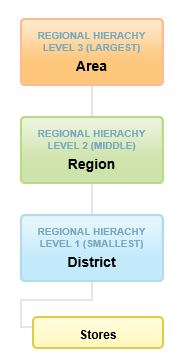 REGIONAL HIERACHY
LEVEL 3 (LARGEST)
Area
REGIONAL HIERACHY
LEVEL 2 (MIDDLE)
Region
REGIONAL HIERACHY
LEVEL 1 (SMALLEST)
District
Stores